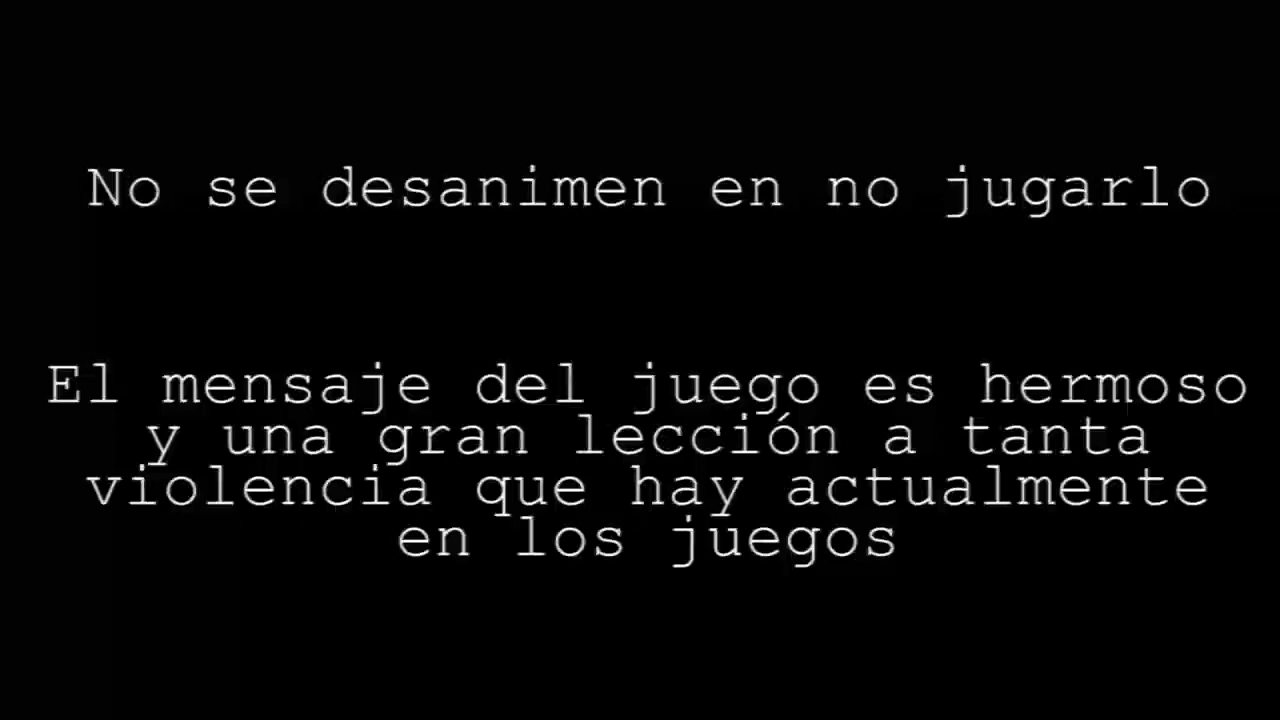 No se desanimen en no jugarlo
El mensaje del juego es hermoso
y una gran lección a tanta
violencia que hay actualmente
en los juegos